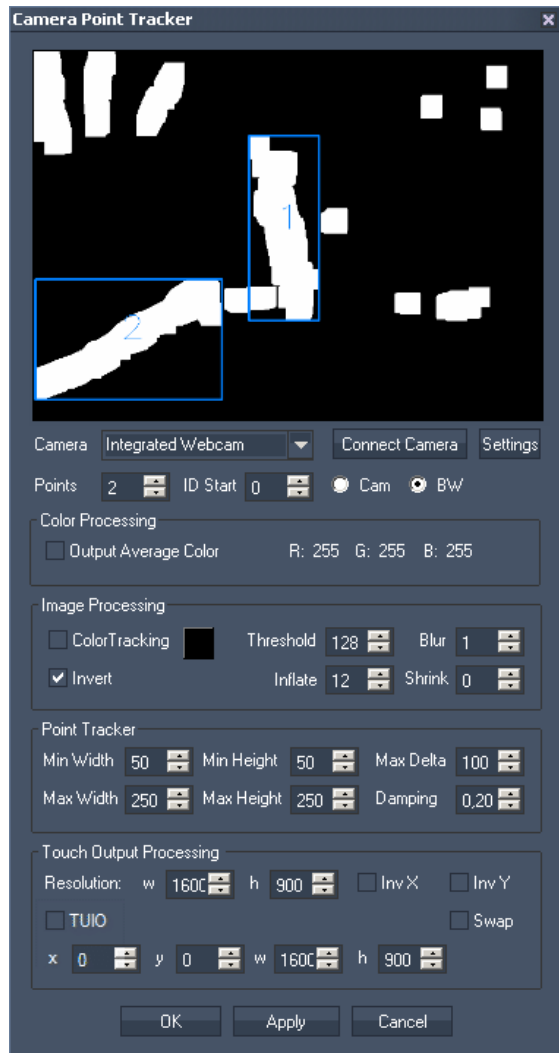 Camera Point Tracker
1
2
Camera Integrated Webcam Connect Camera Settings
Points 2 ID Start 0 Cam BW
Color Processing
Output Average Color R: 255 G: 255 B: 255
Image Processing
ColorTracking Threshold 128 Blur 1
Invert Inflate 12 Shrink 0
Point Tracker
Min Width 50 Min Height 50 Max Delta 100
Max Width 250 Max Height 250 Damping 0,20
Touch Output Processing
Resolution: w 1600 h 900 Inv X Inv Y
TUIO Swap
x 0 y 0 w 1600 h 900
OK Apply Cancel